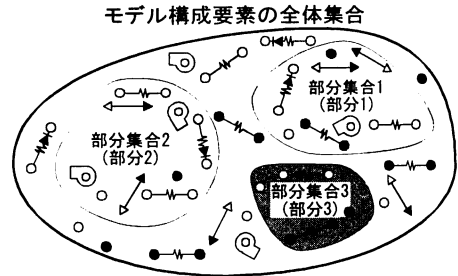 モデル構成要素の全体集合
部分集合1
(部分1)
部分集合2
(部分2)
部分集合3
(部分3)